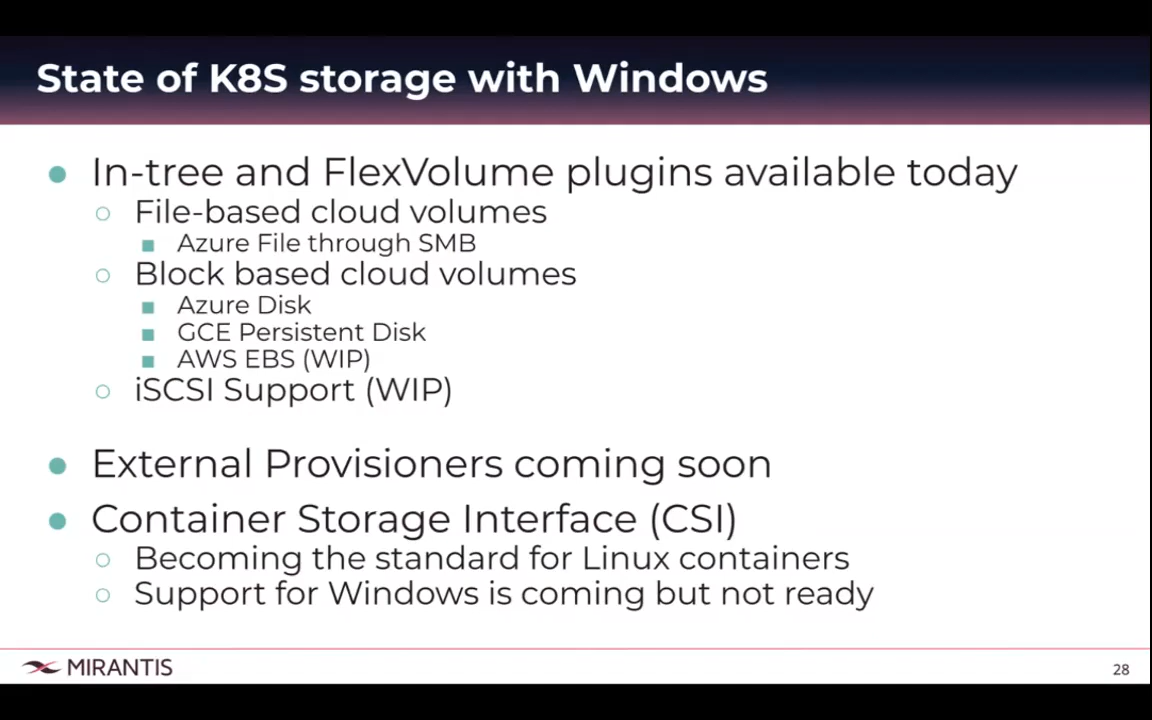 State of K8S storage with Windows
In-tree and FlexVolume plugins available today
File-based cloud volumes
Azure File through SMB
Block based cloud volumes
Azure Disk
GCE Persistent Disk
AWS EBS (WIP)
iSCSI Support (WIP)
External Provisioners coming soon
Container Storage Interface (CSI)
Becoming the standard for Linux containers
Support for Windows is coming but not ready
MIRANTIS
28